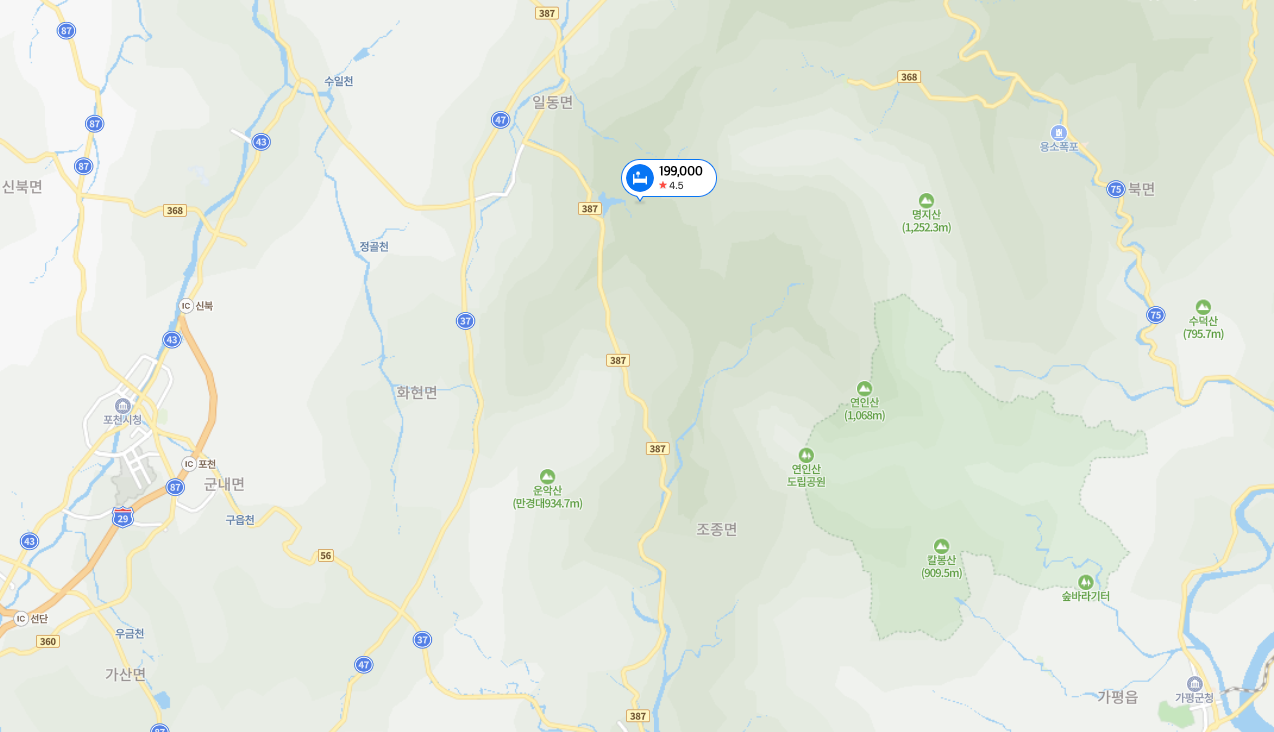 387
87
368
수일천
87
47
일동면
용소폭포
43
87
199,000
4.5
신북면
75
북면
368
387
명지산
(1,252.3m)
정골천
IC
신북
37
75
수덕산
(795.7m)
43
387
화현면
연인산
(1,068m)
포천시청
387
연인산
도립공원
IC
포천
군내면
87
운악산
(만경대934.7m)
29
구읍천
조종면
43
56
칼봉산
(909.5m)
숲바라기터
IC
선단
우금천
360
37
47
가산면
가평읍
가평군청
387
87